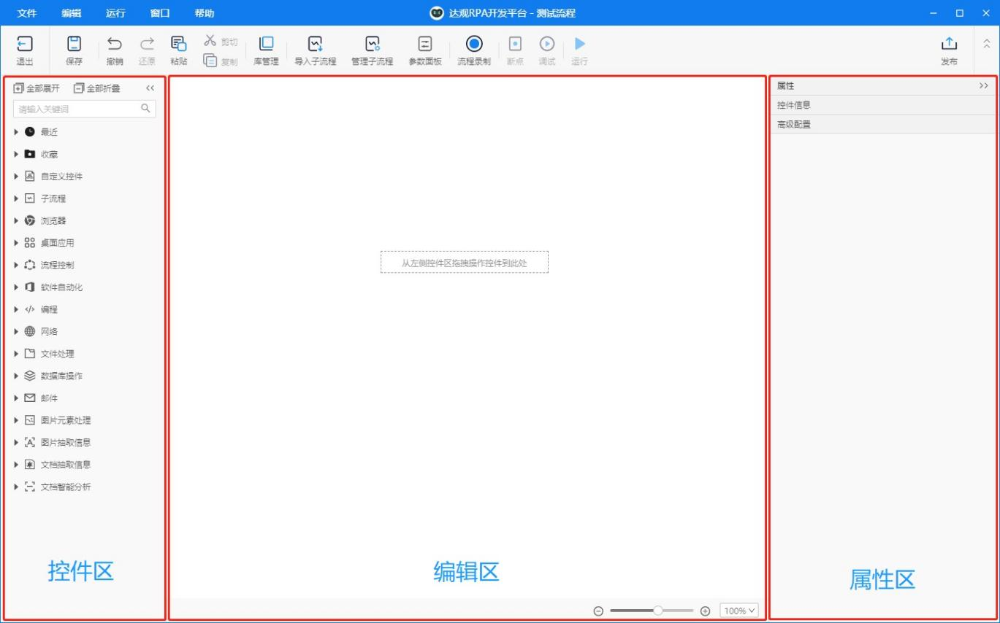 文件 编辑 运行 窗口 帮助 达观RPA开发平台 - 测试流程
退出 保存 撤销 还原 粘贴 剪切 复制 库管理 导入子流程 管理子流程 参数面板 流程录制 断点 调试 运行 发布
全部展开 全部折叠
请输入关键词
最近
收藏
自定义控件
子流程
浏览器
桌面应用
流程控制
软件自动化
编程
网络
文件处理
数据库操作
邮件
图片元素处理
图片抽取信息
文档抽取信息
文档智能分析
控件区
从左侧控件区拖拽操作控件到此处
编辑区
100%
属性
控件信息
高级配置
属性区